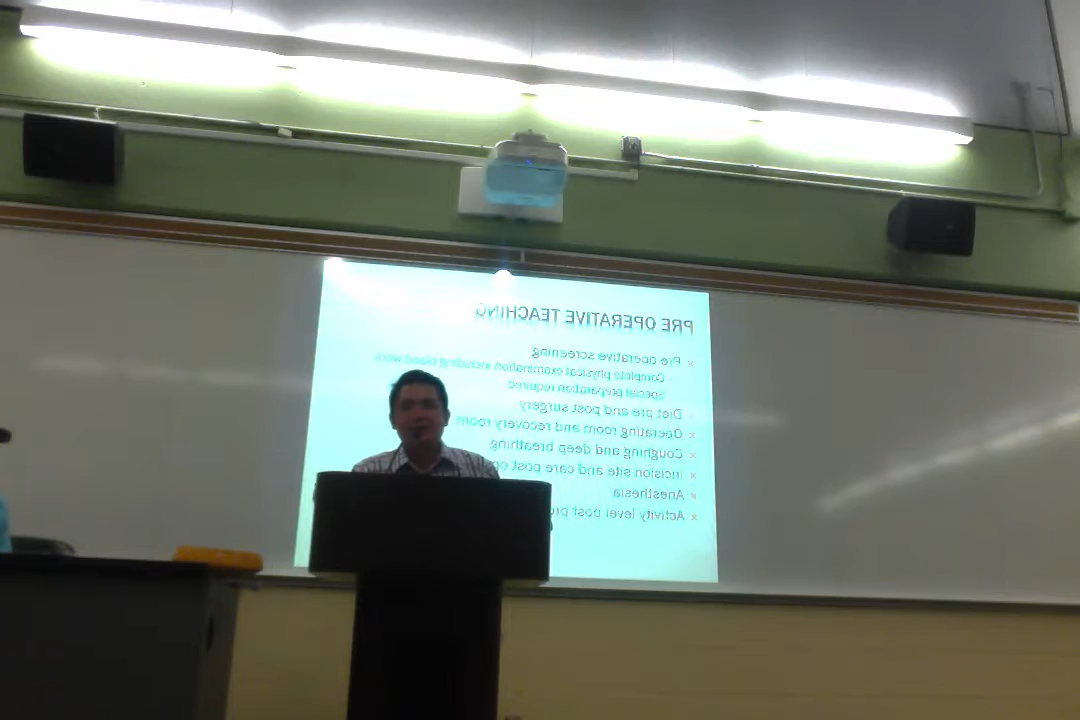 PRE OPERATIVE TEACHING
Pre operative screening
Complete physical examination including blood work
Special preparation required
Diet pre and post surgery
Operating room and recovery room
Coughing and deep breathing
incision site and care post
Anesthesia
Activity level post